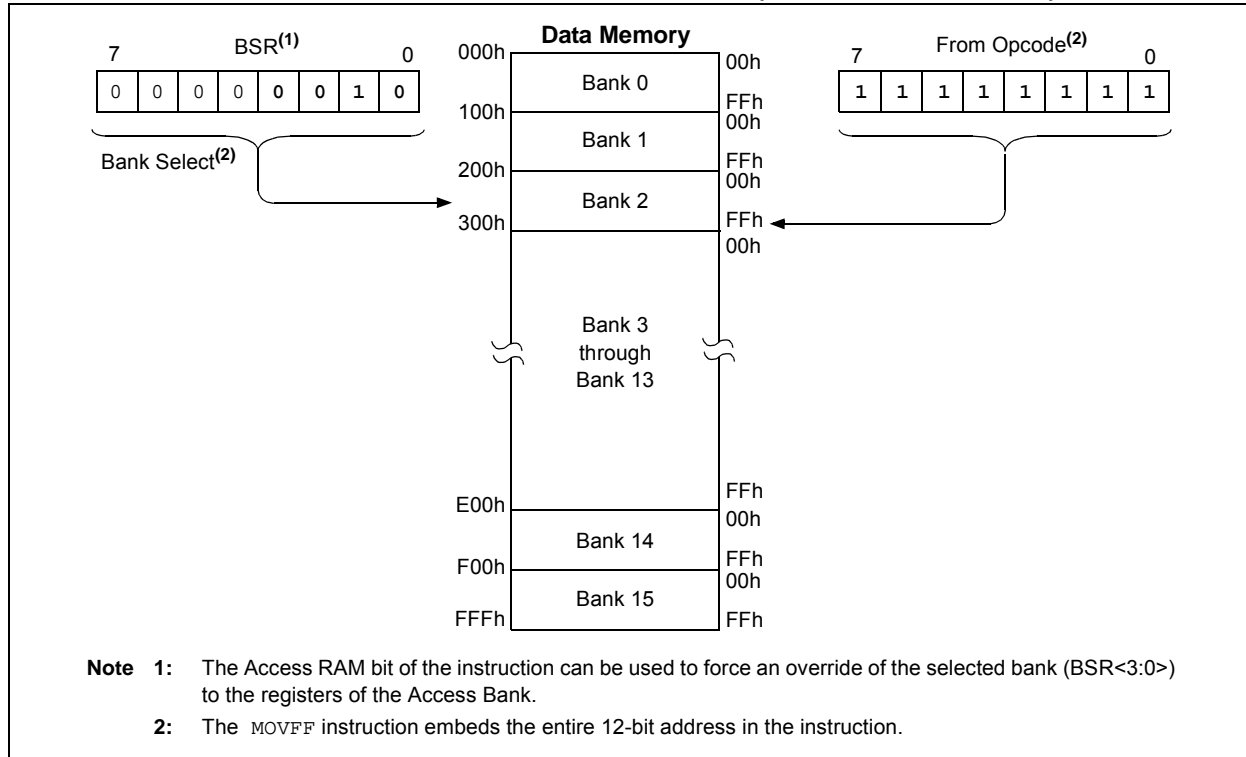 Data Memory
7 BSR(1) 0
0 0 0 0 0 0 1 0
Bank Select(2)
000h
100h
200h
300h
E00h
F00h
FFFh
Bank 0
Bank 1
Bank 2
Bank 3
through
Bank 13
Bank 14
Bank 15
00h
FFh
00h
FFh
00h
FFh
00h
FFh
00h
FFh
00h
FFh
7 From Opcode(2) 0
1 1 1 1 1 1 1 1
Note 1: The Access RAM bit of the instruction can be used to force an override of the selected bank (BSR<3:0>)
to the registers of the Access Bank.
2: The MOVFF instruction embeds the entire 12-bit address in the instruction.